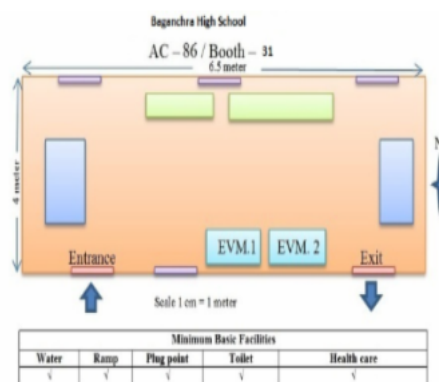 Baganchra High School
AC – 86 / Booth – 31
6.5 meter
4 meter
N
EVM.1 EVM. 2
Entrance Exit
Scale 1 cm = 1 meter
Minimum Basic Facilities
Water Ramp Plug point Toilet Health care
√ √ √ √ √